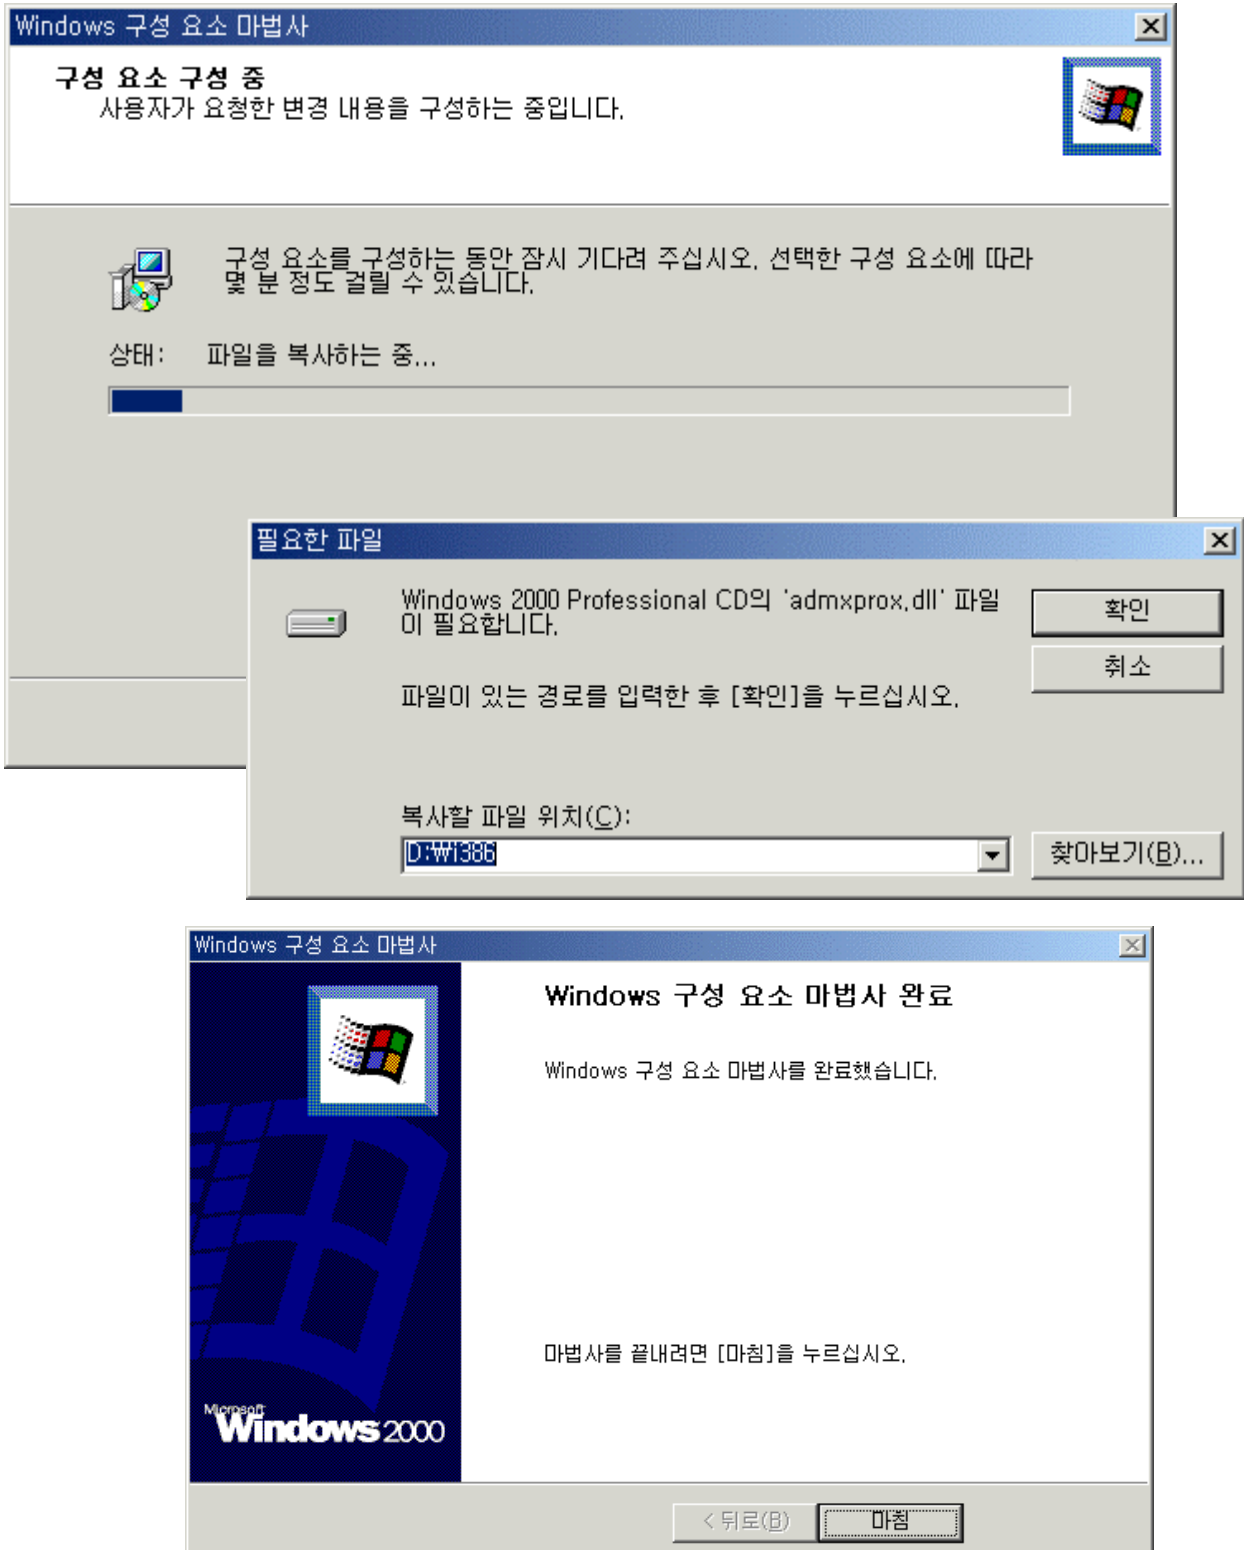 Windows 구성 요소 마법사
구성 요소 구성 중
사용자가 요청한 변경 내용을 구성하는 중입니다.
구성 요소를 구성하는 동안 잠시 기다려 주십시오. 선택한 구성 요소에 따라
몇 분 정도 걸릴 수 있습니다.
상태: 파일을 복사하는 중...
필요한 파일
Windows 2000 Professional CD의 'admxprox.dll' 파일
이 필요합니다.
확인
취소
파일이 있는 경로를 입력한 후 [확인]을 누르십시오.
복사할 파일 위치(C):
D:₩i386
찾아보기(B)...
Windows 구성 요소 마법사
Windows 구성 요소 마법사 완료
Windows 구성 요소 마법사를 완료했습니다.
마법사를 끝내려면 [마침]을 누르십시오.
Microsoft
Windows 2000
< 뒤로(B)
마침